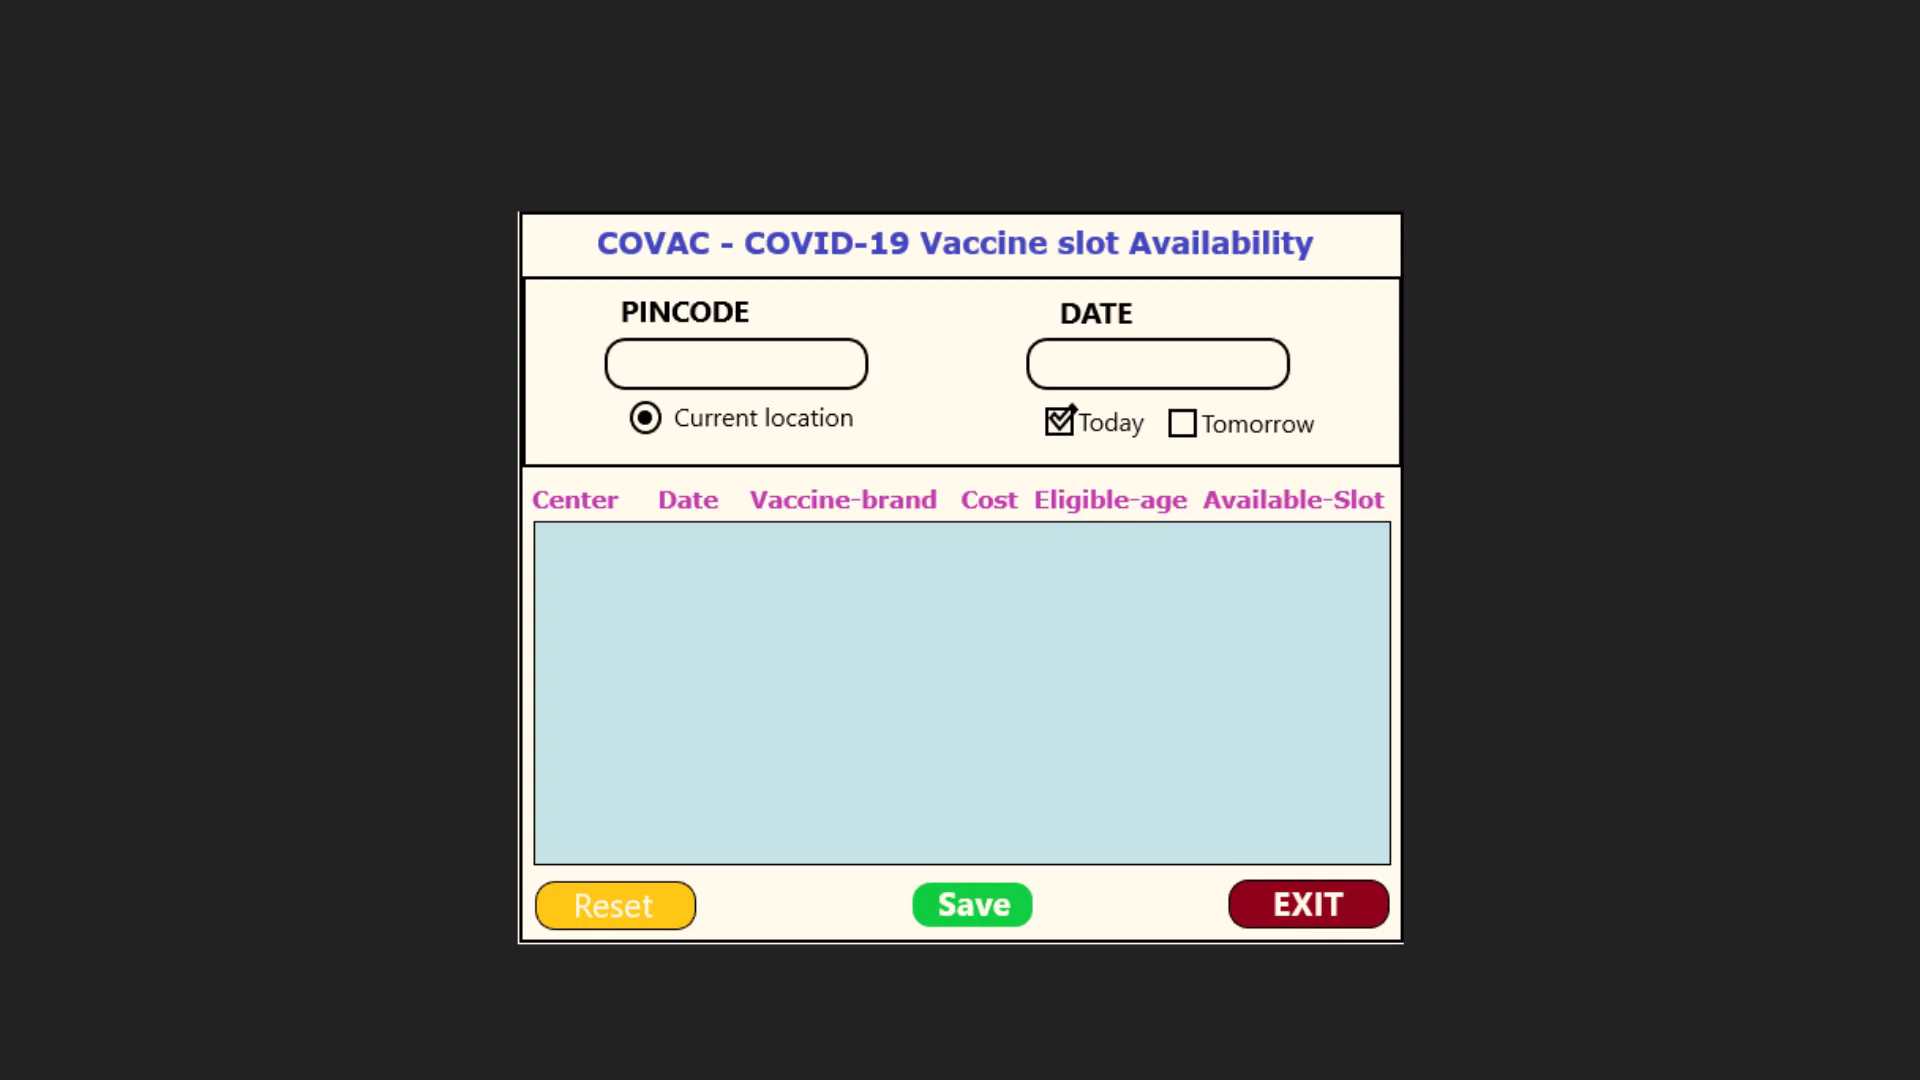 COVAC - COVID-19 Vaccine slot Availability
PINCODE DATE
Current location Today Tomorrow
Center Date Vaccine-brand Cost Eligible-age Available-Slot
Reset Save EXIT